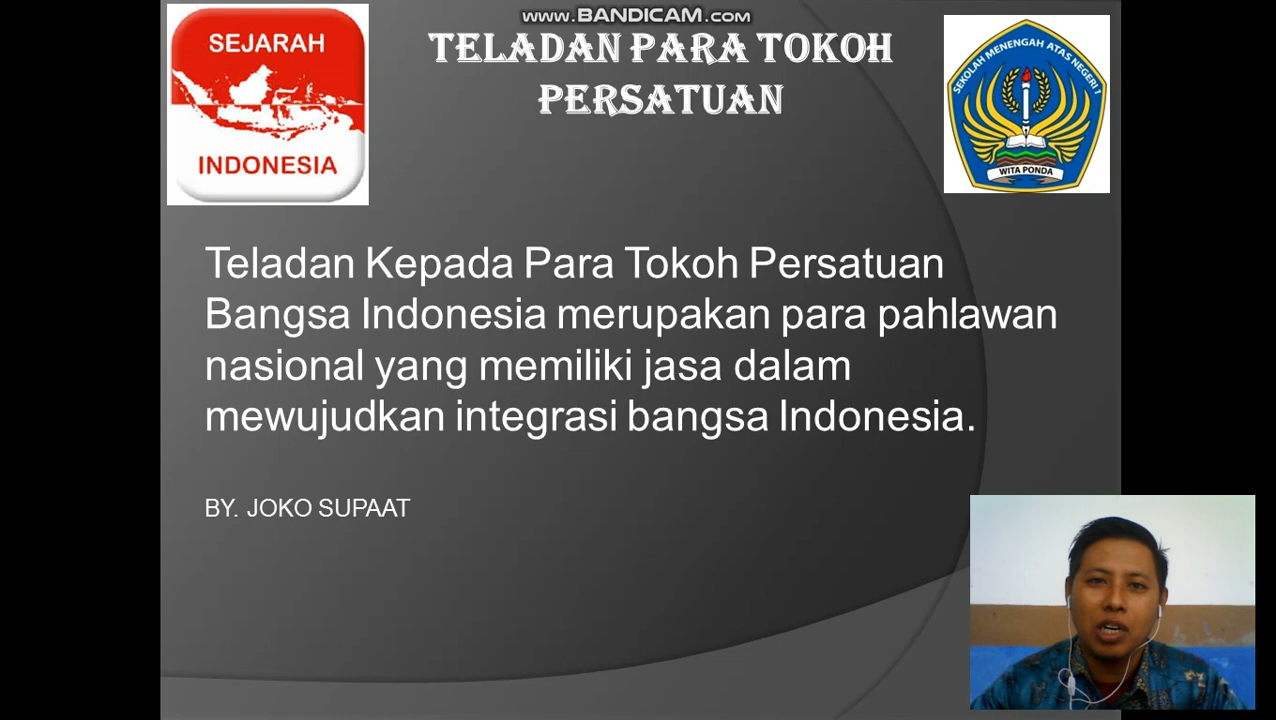 WWW.BANDICAM.COM
SEJARAH
INDONESIA
TELADAN PARA TOKOH
PERSATUAN
SEKOLAH MENENGAH ATAS NEGERI 1
WITA PONDA
Teladan Kepada Para Tokoh Persatuan
Bangsa Indonesia merupakan para pahlawan
nasional yang memiliki jasa dalam
mewujudkan integrasi bangsa Indonesia.
BY. JOKO SUPAAT